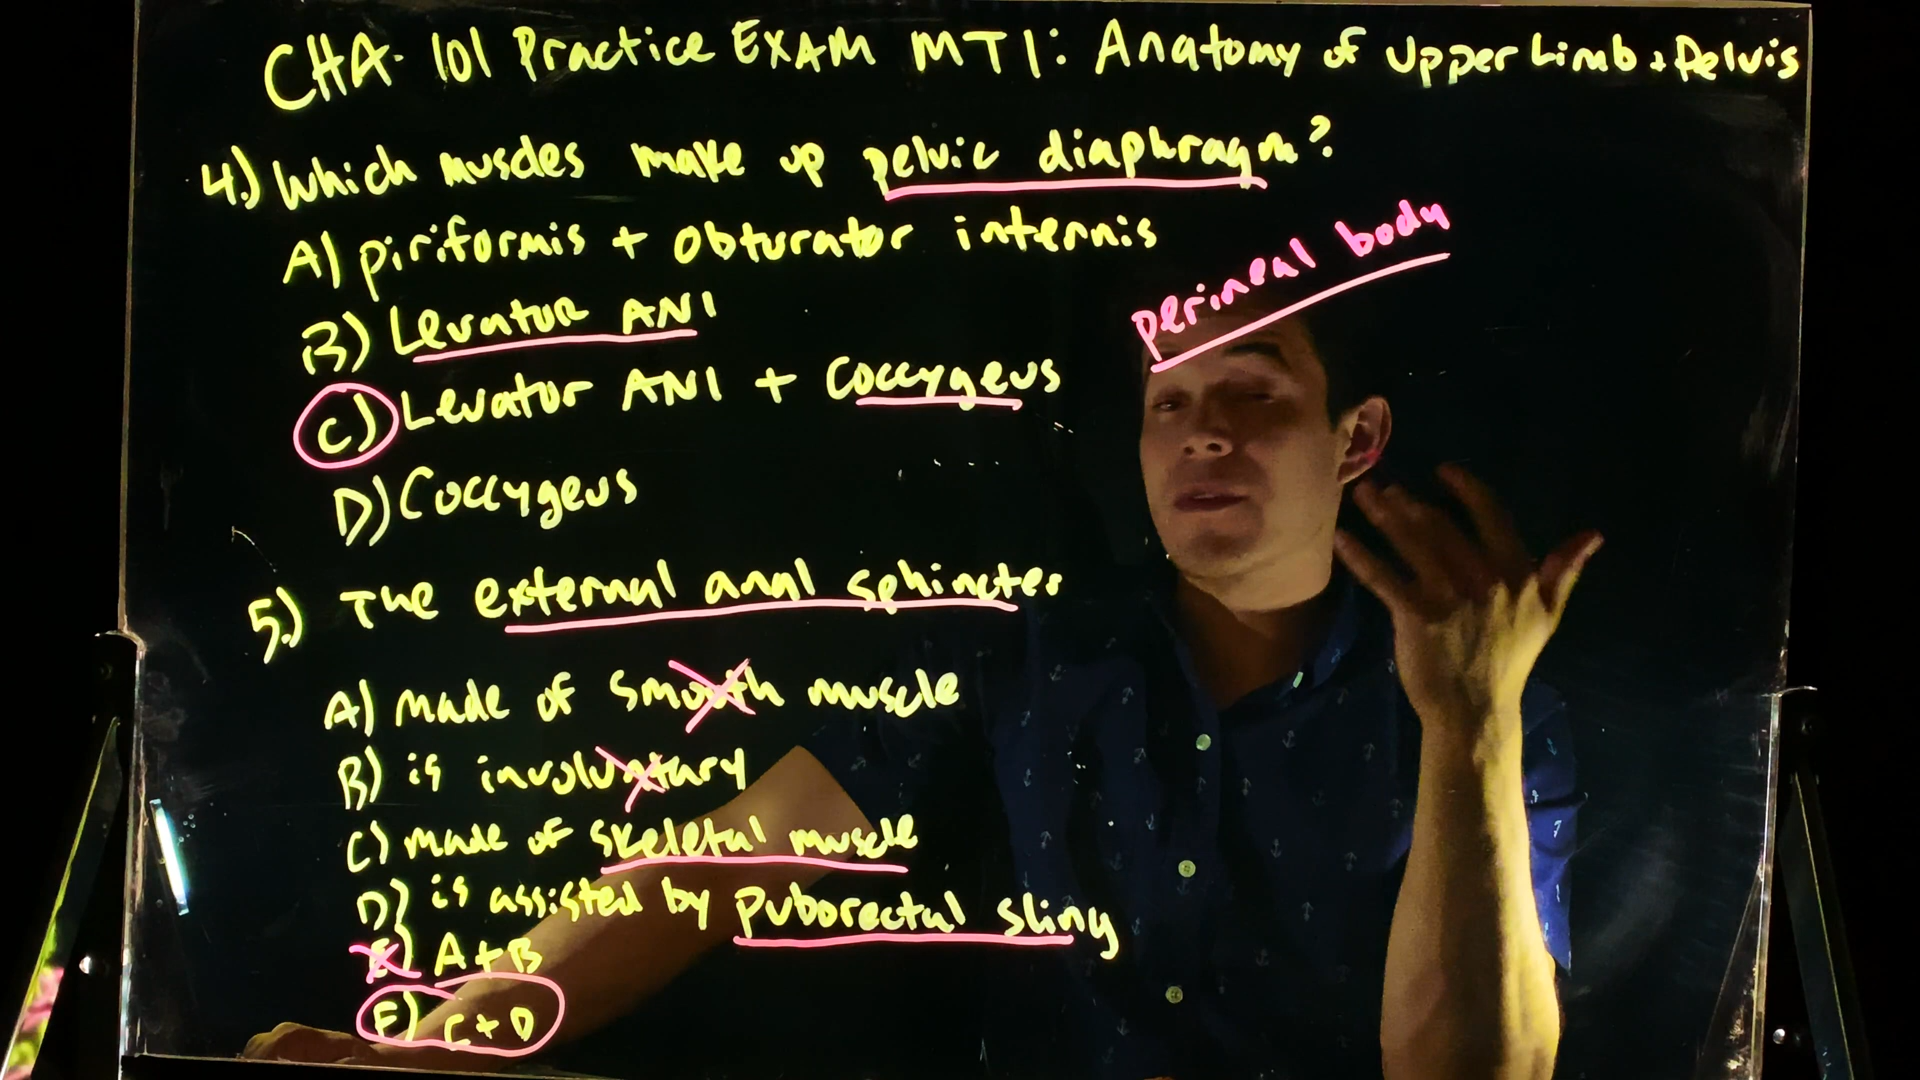 CHA-101 Practice EXAM MT1: Anatomy of Upper Limb + Pelvis
4.) Which muscles make up pelvic diaphragm?
A) piriformis + obturator internis
perineal body
B) Levator ANI
C) Levator ANI + Coccygeus
D) Coccygeus
5.) The external anal sphincter
A) made of smooth muscle
B) is involuntary
C) made of skeletal muscle
D) is assisted by puborectal sling
E) A+B
F) C+D